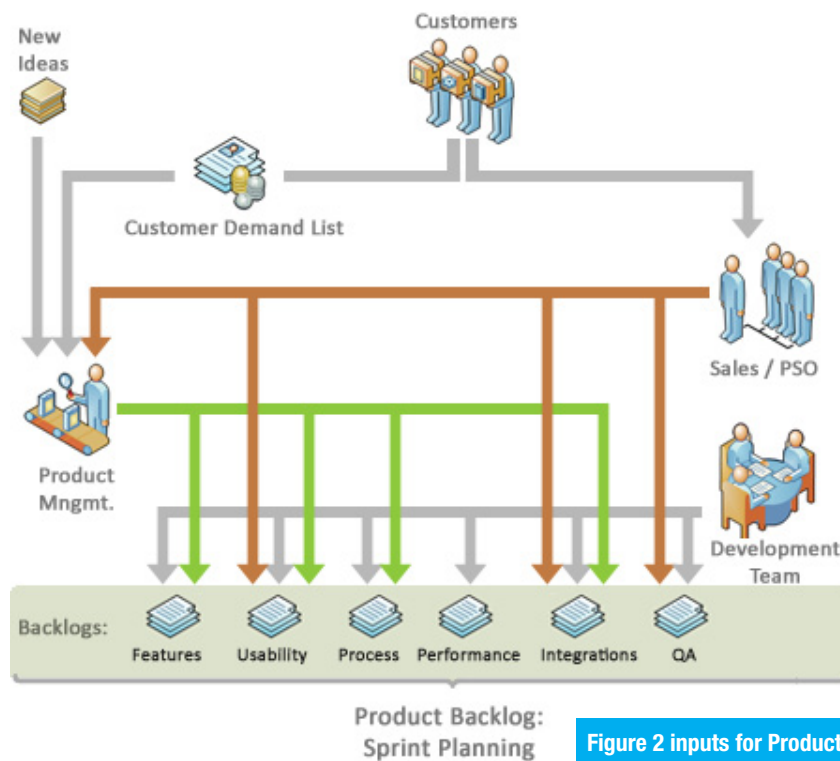 New
Ideas
Customers
Customer Demand List
Sales / PSO
Product
Mngmt.
Development
Team
Backlogs:
Features
Usability
Process
Performance
Integrations
QA
Product Backlog:
Sprint Planning
Figure 2 inputs for Product